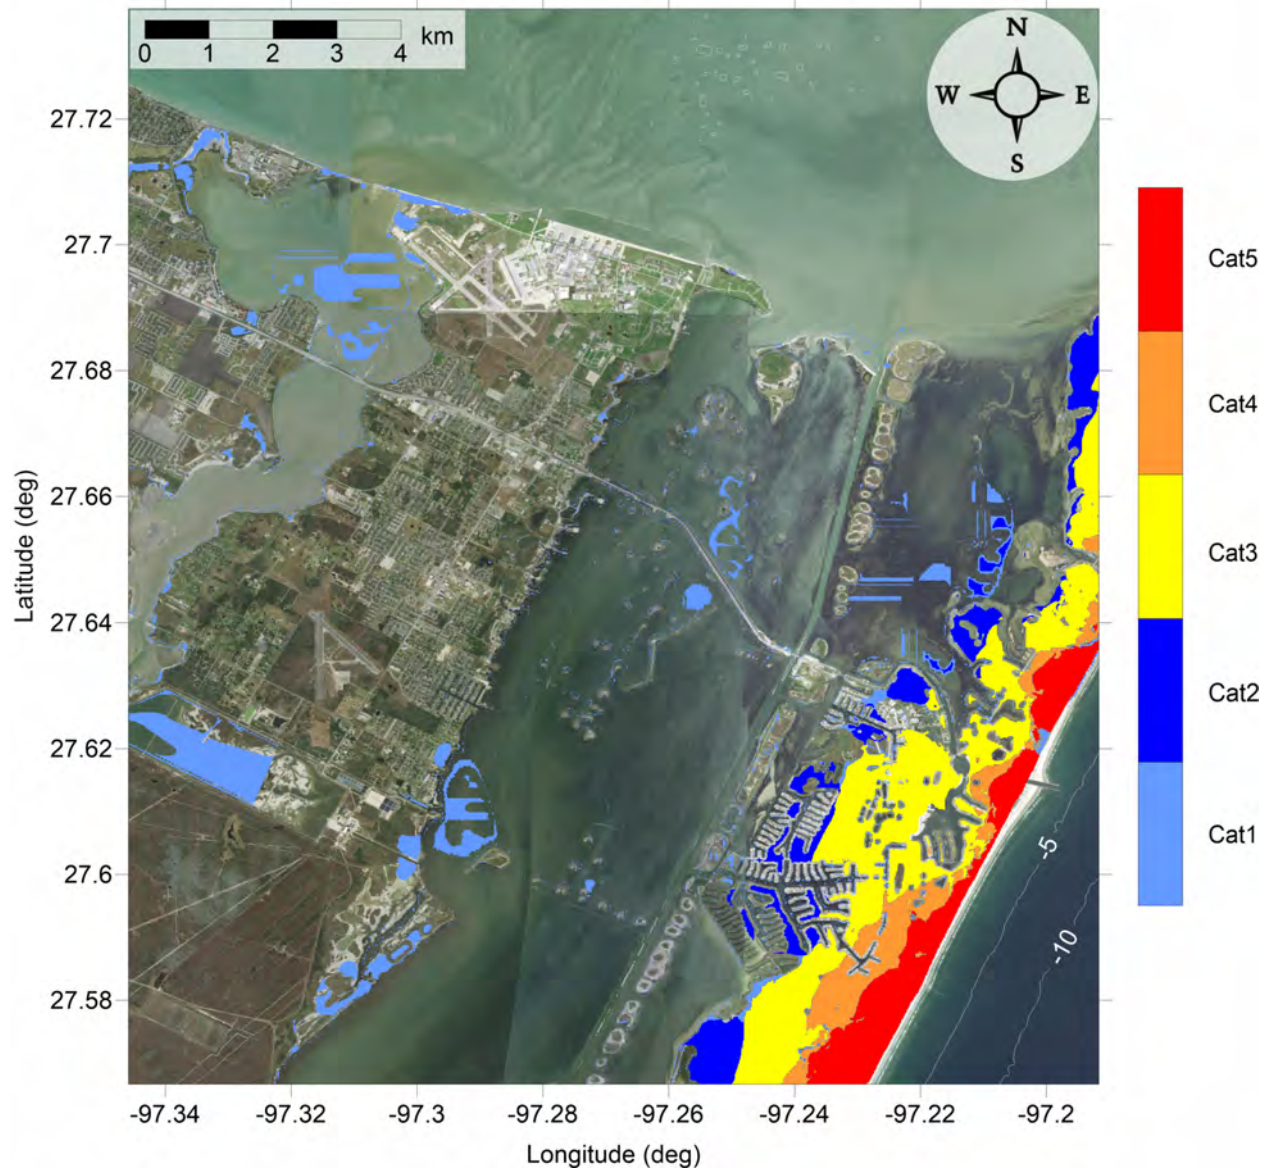 0 1 2 3 4 km
N
W E
S
27.72
27.7
27.68
27.66
27.64
27.62
27.6
27.58
Latitude (deg)
Cat5
Cat4
Cat3
Cat2
Cat1
-5
-10
-97.34 -97.32 -97.3 -97.28 -97.26 -97.24 -97.22 -97.2
Longitude (deg)